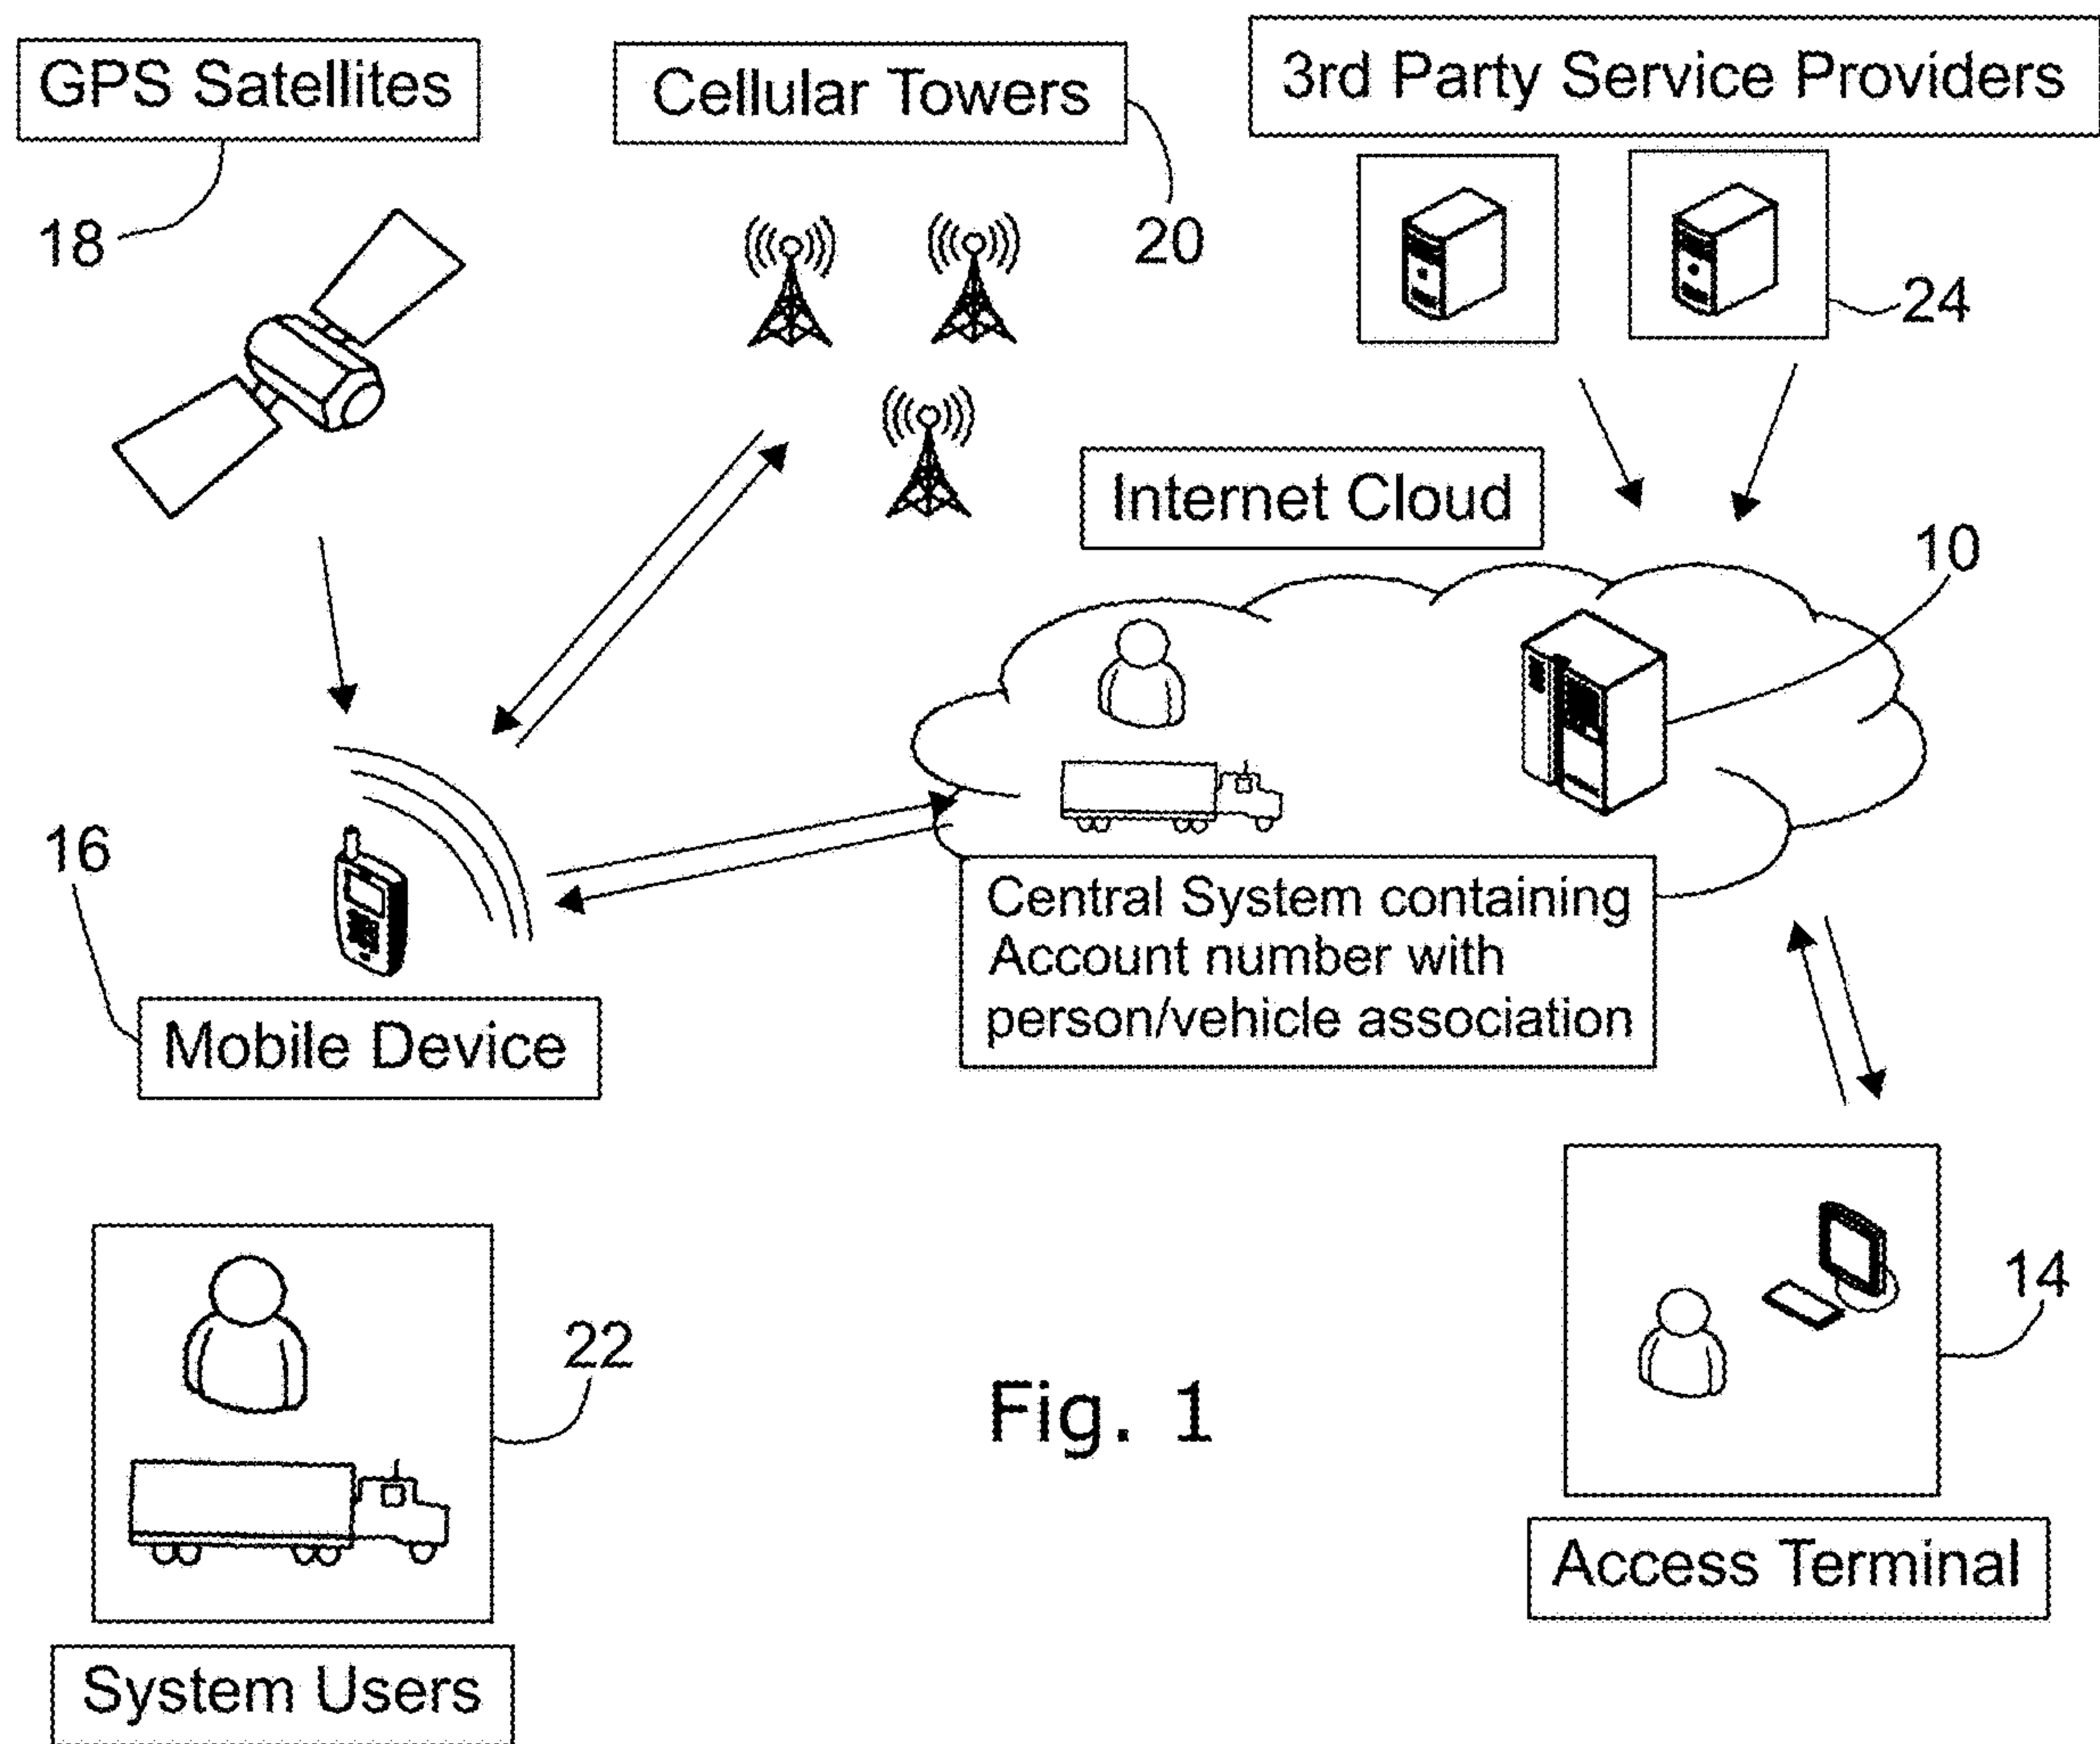 GPS Satellites
Cellular Towers
3rd Party Service Providers
18
20
24
Internet Cloud
10
16
Mobile Device
Central System containing
Account number with
person/vehicle association
22
14
Fig. 1
Access Terminal
System Users